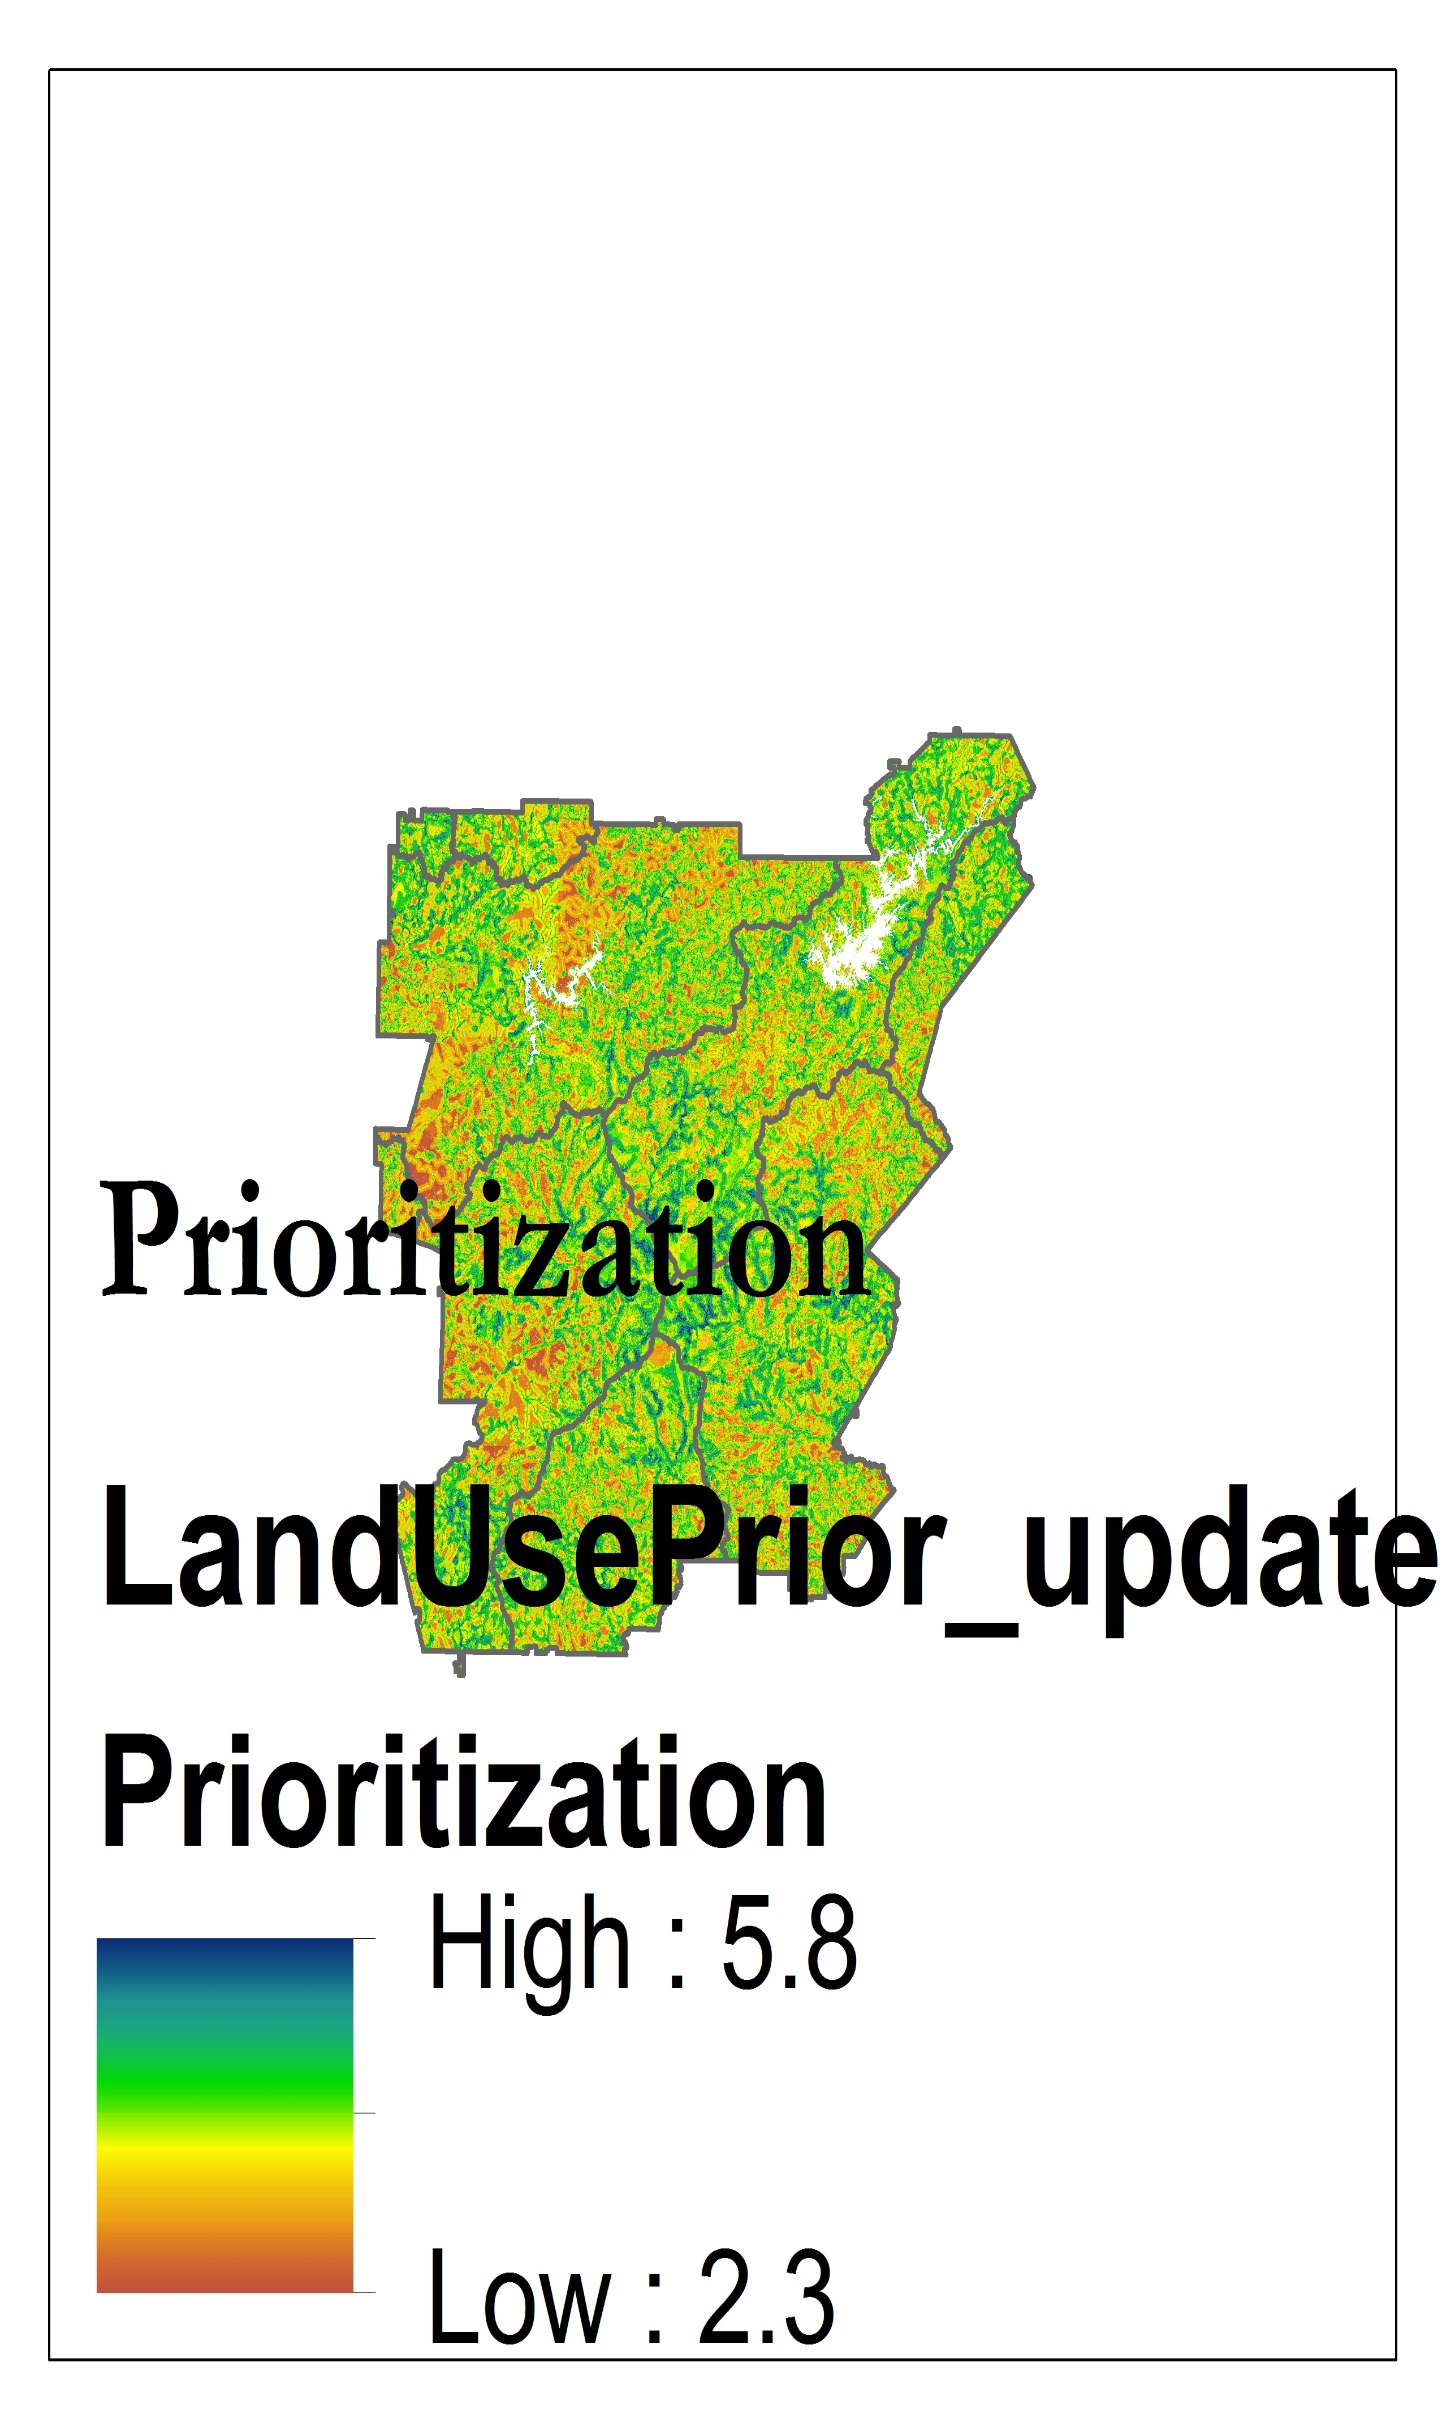 Prioritization
LandUsePrior_update
Prioritization
High : 5.8
Low : 2.3